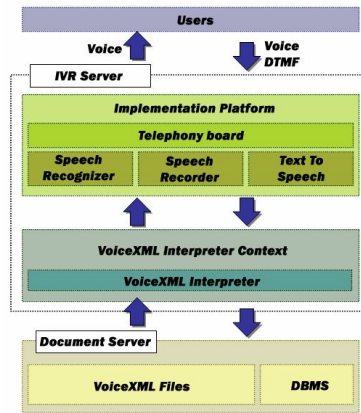 Users
Voice
Voice
DTMF
IVR Server
Implementation Platform
Telephony board
Speech
Recognizer
Speech
Recorder
Text To
Speech
VoiceXML Interpreter Context
VoiceXML Interpreter
Document Server
VoiceXML Files
DBMS